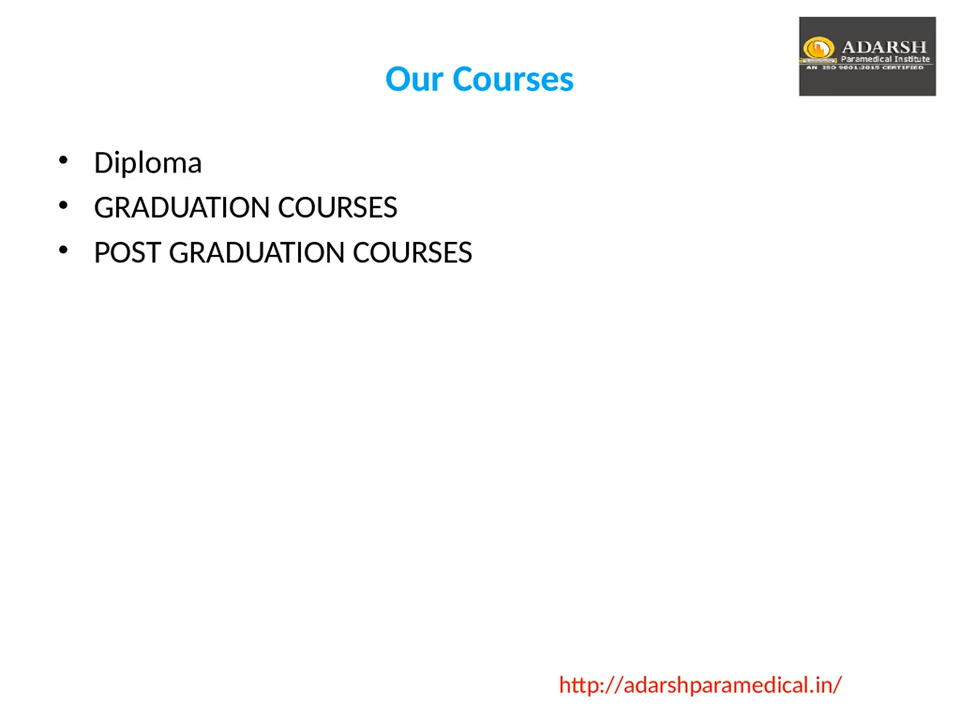 ADARSH
Paramedical Institute
AN ISO 9001:2015 CERTIFIED
Our Courses
• Diploma
• GRADUATION COURSES
• POST GRADUATION COURSES
http://adarshparamedical.in/